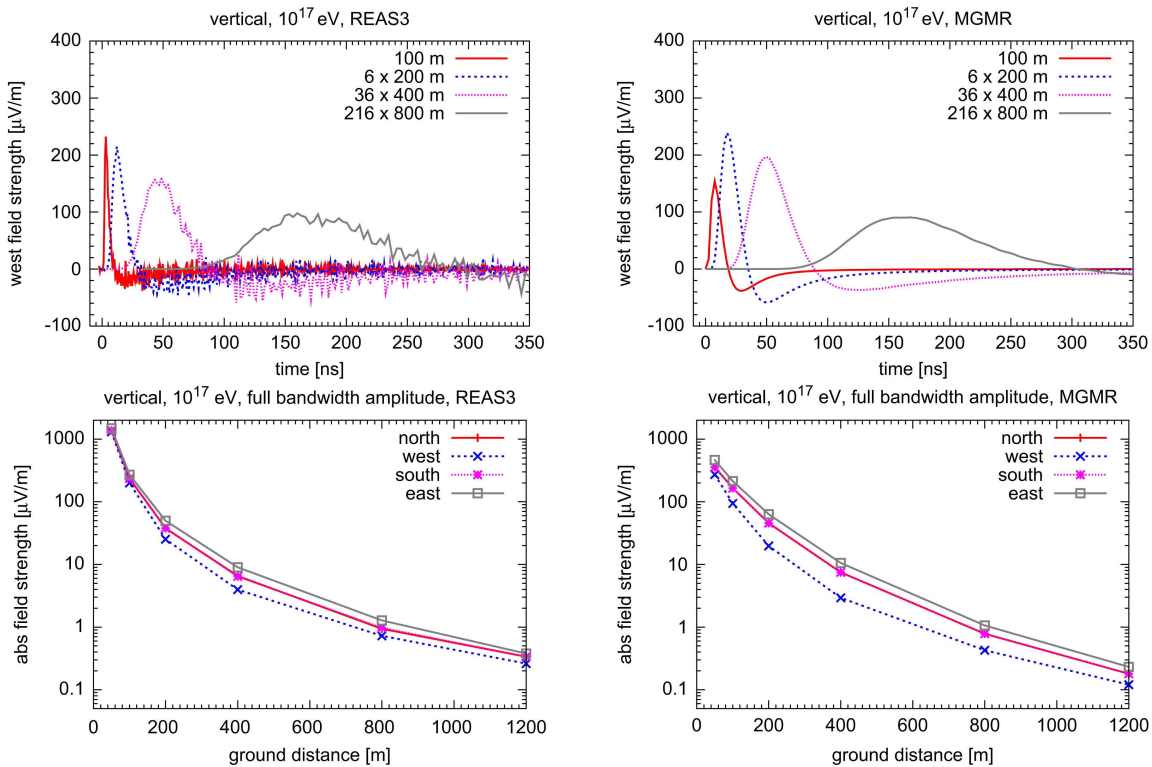 vertical, 10^17 eV, REAS3
400
300
200
100
0
-100
west field strength [μV/m]
100 m
6 x 200 m
36 x 400 m
216 x 800 m
0 50 100 150 200 250 300 350
time [ns]
vertical, 10^17 eV, MGMR
400
300
200
100
0
-100
west field strength [μV/m]
100 m
6 x 200 m
36 x 400 m
216 x 800 m
0 50 100 150 200 250 300 350
time [ns]
vertical, 10^17 eV, full bandwidth amplitude, REAS3
1000
100
10
1
0.1
abs field strength [μV/m]
north
west
south
east
0 200 400 600 800 1000 1200
ground distance [m]
vertical, 10^17 eV, full bandwidth amplitude, MGMR
1000
100
10
1
0.1
abs field strength [μV/m]
north
west
south
east
0 200 400 600 800 1000 1200
ground distance [m]